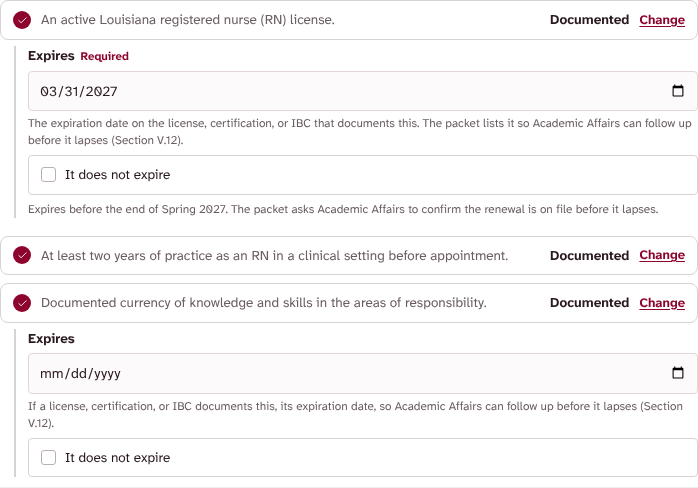 An active Louisiana registered nurse (RN) license. Documented Change
Expires Required
03/31/2027
The expiration date on the license, certification, or IBC that documents this. The packet lists it so Academic Affairs can follow up
before it lapses (Section V.12).
It does not expire
Expires before the end of Spring 2027. The packet asks Academic Affairs to confirm the renewal is on file before it lapses.
At least two years of practice as an RN in a clinical setting before appointment. Documented Change
Documented currency of knowledge and skills in the areas of responsibility. Documented Change
Expires
mm/dd/yyyy
If a license, certification, or IBC documents this, its expiration date, so Academic Affairs can follow up before it lapses (Section
V.12).
It does not expire